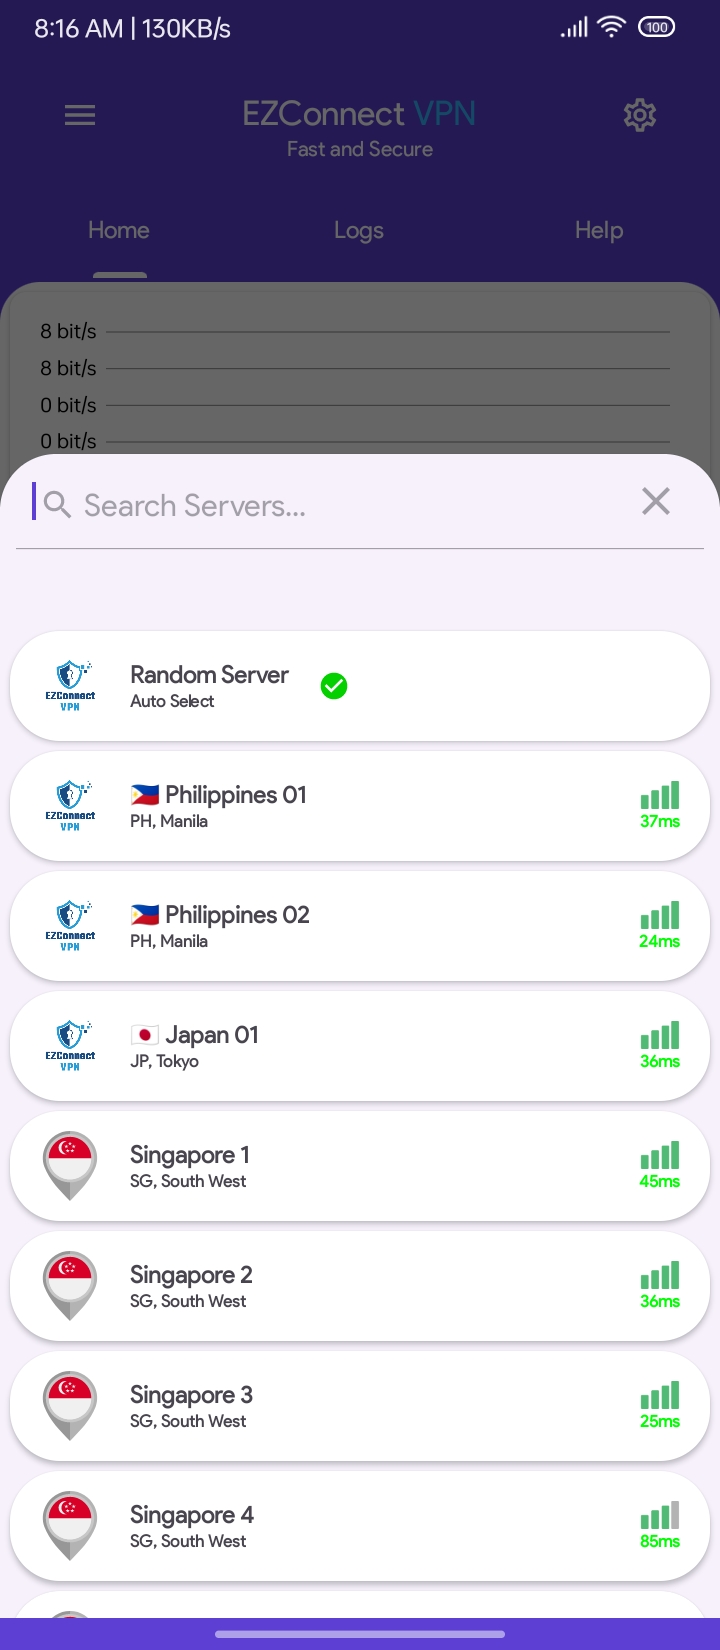 8:16 AM | 130KB/s
100
EZConnect VPN
Fast and Secure
Home
Logs
Help
8 bit/s
8 bit/s
0 bit/s
0 bit/s
Search Servers...
EZConnect
VPN
Random Server
Auto Select
EZConnect
VPN
Philippines 01
PH, Manila
37ms
EZConnect
VPN
Philippines 02
PH, Manila
24ms
EZConnect
VPN
Japan 01
JP, Tokyo
36ms
Singapore 1
SG, South West
45ms
Singapore 2
SG, South West
36ms
Singapore 3
SG, South West
25ms
Singapore 4
SG, South West
85ms